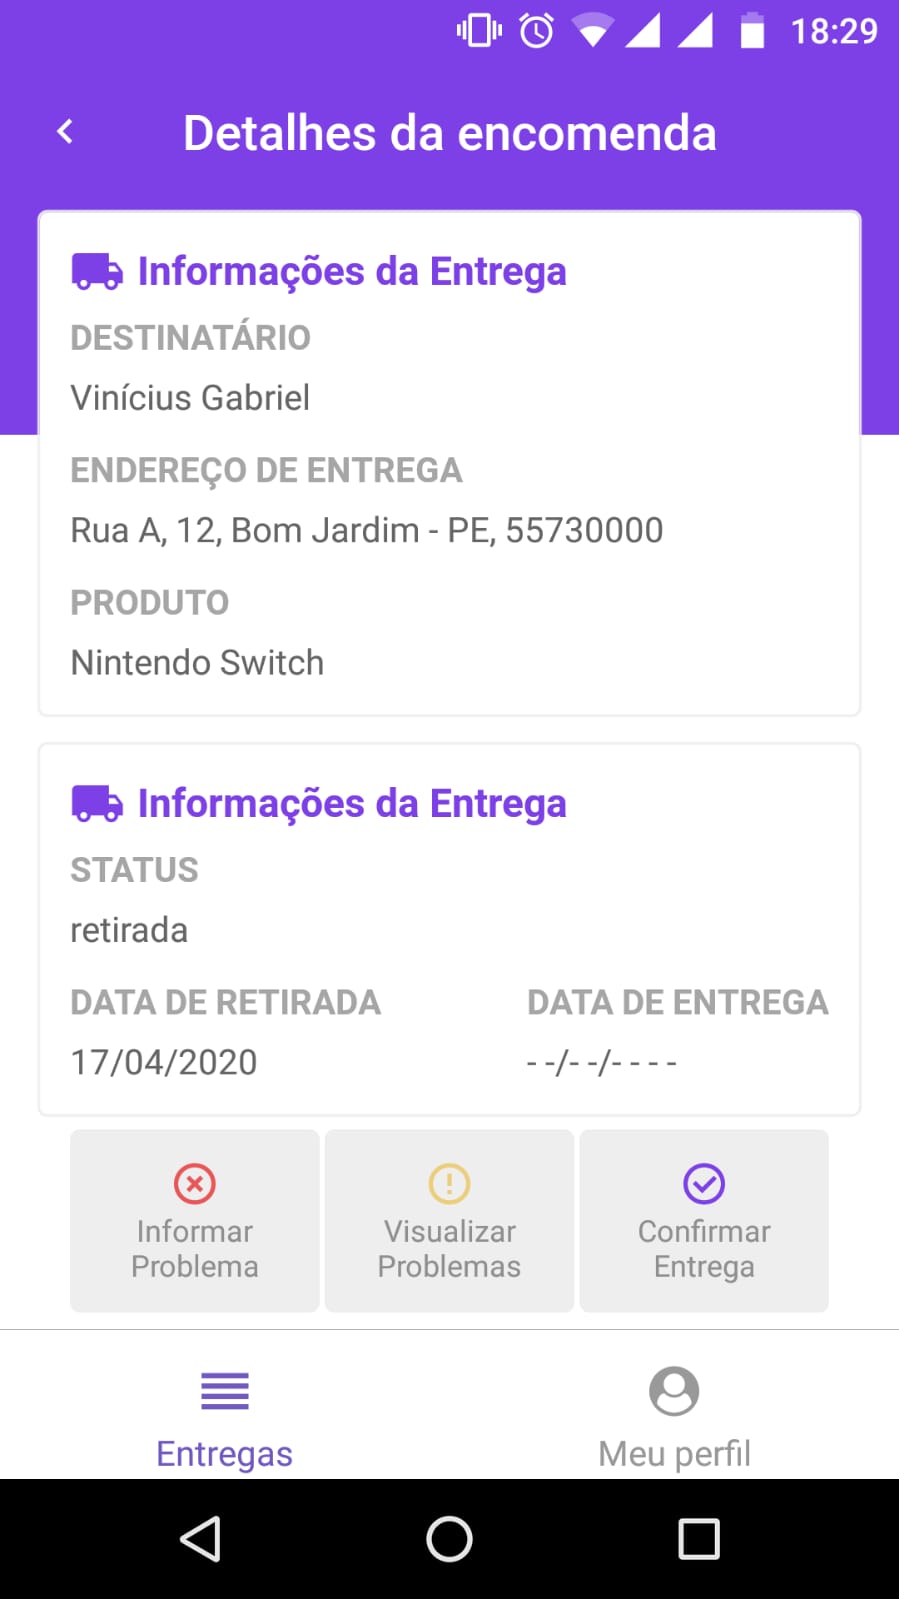 18:29
Detalhes da encomenda
Informações da Entrega
DESTINATÁRIO
Vinícius Gabriel
ENDEREÇO DE ENTREGA
Rua A, 12, Bom Jardim - PE, 55730000
PRODUTO
Nintendo Switch
Informações da Entrega
STATUS
retirada
DATA DE RETIRADA DATA DE ENTREGA
17/04/2020 - -/- -/- - - -
Informar
Problema
Visualizar
Problemas
Confirmar
Entrega
Entregas
Meu perfil